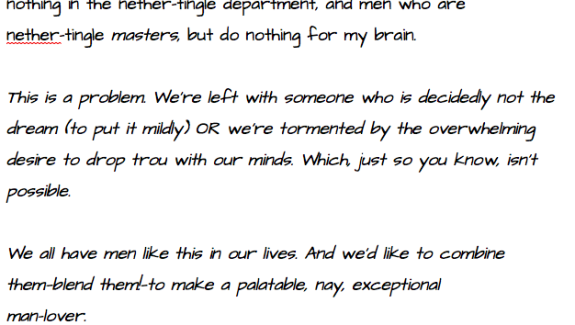 nothing in the nether-tingle department, and men who are
nether-tingle masters, but do nothing for my brain.
This is a problem. We're left with someone who is decidedly not the
dream (to put it mildly) OR we're tormented by the overwhelming
desire to drop trou with our minds. Which, just so you know, isn't
possible.
We all have men like this in our lives. And we'd like to combine
them-blend them!-to make a palatable, nay, exceptional
man-lover.